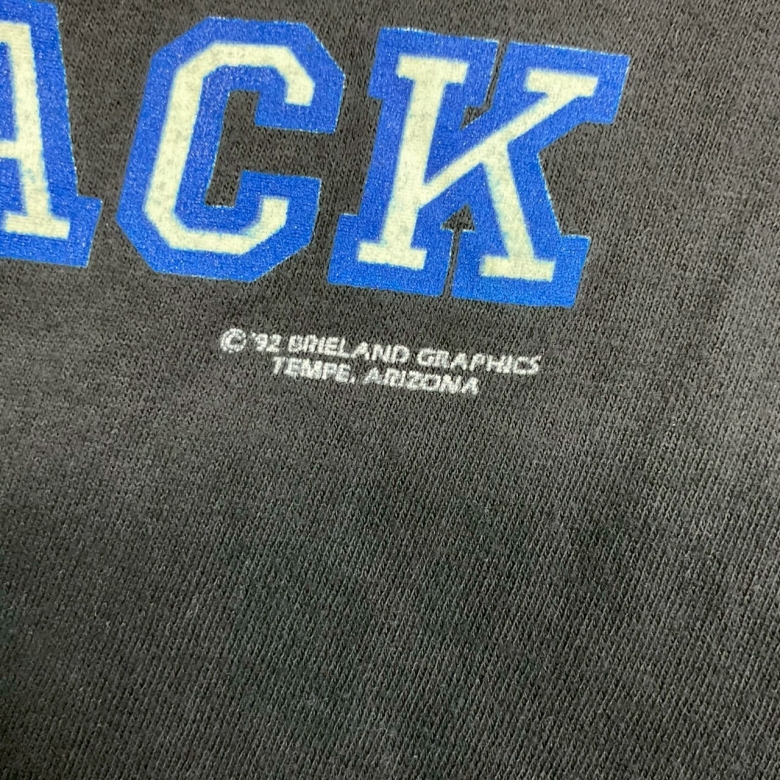 ACK
© '92 BRIELAND GRAPHICS
TEMPE, ARIZONA